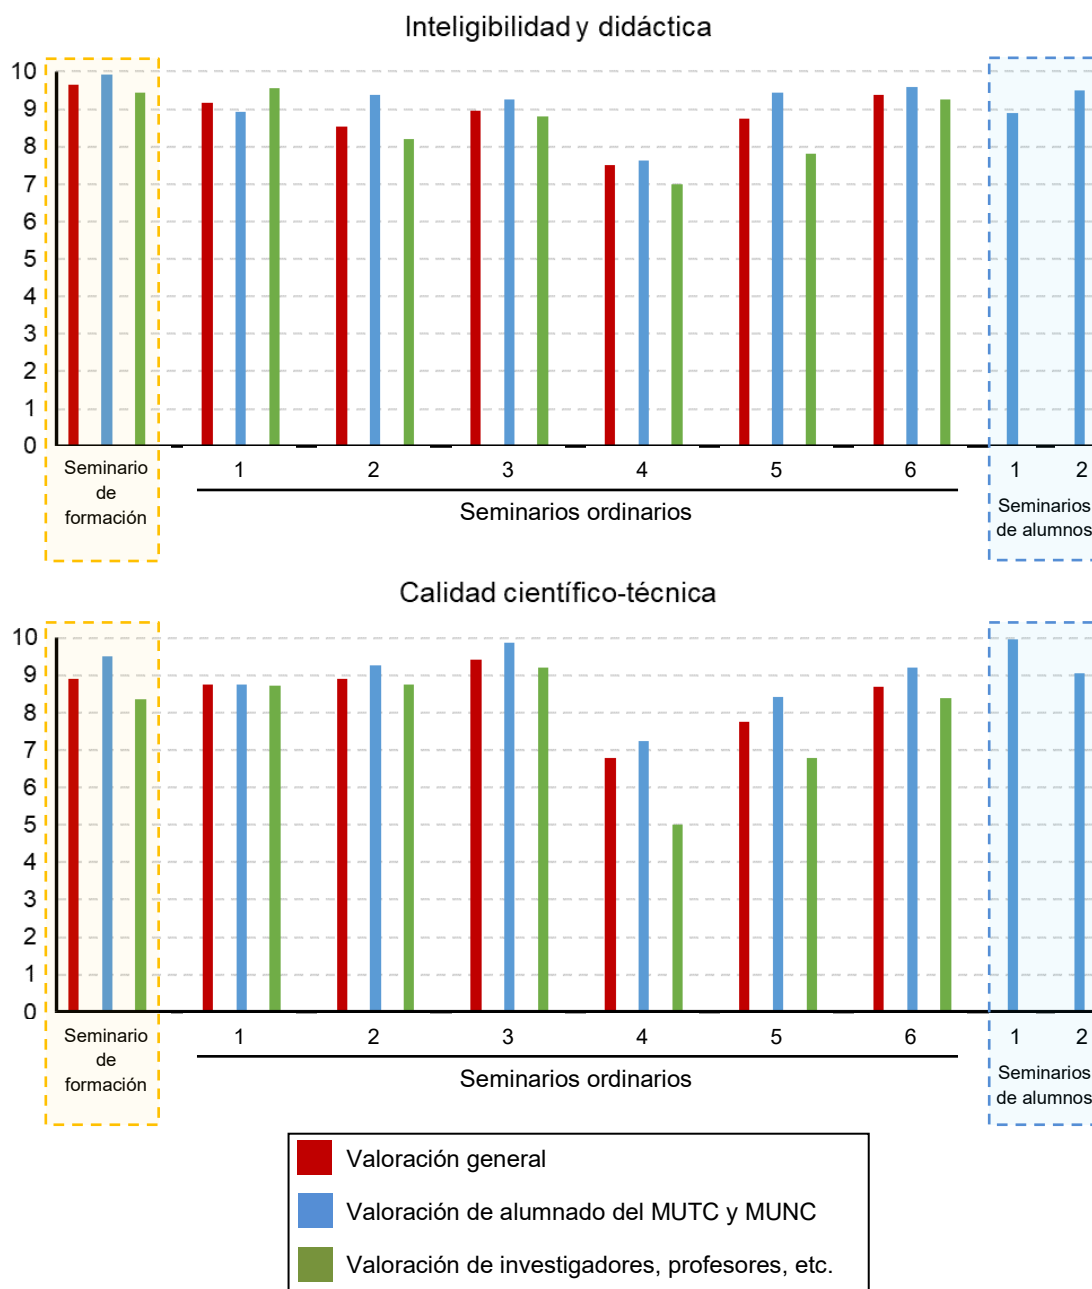 Inteligibilidad y didáctica
10
9
8
7
6
5
4
3
2
1
0
Seminario
de
formación
1 2 3 4 5 6
Seminarios ordinarios
1 2
Seminarios
de alumnos
Calidad científico-técnica
10
9
8
7
6
5
4
3
2
1
0
Seminario
de
formación
1 2 3 4 5 6
Seminarios ordinarios
1 2
Seminarios
de alumnos
Valoración general
Valoración de alumnado del MUTC y MUNC
Valoración de investigadores, profesores, etc.